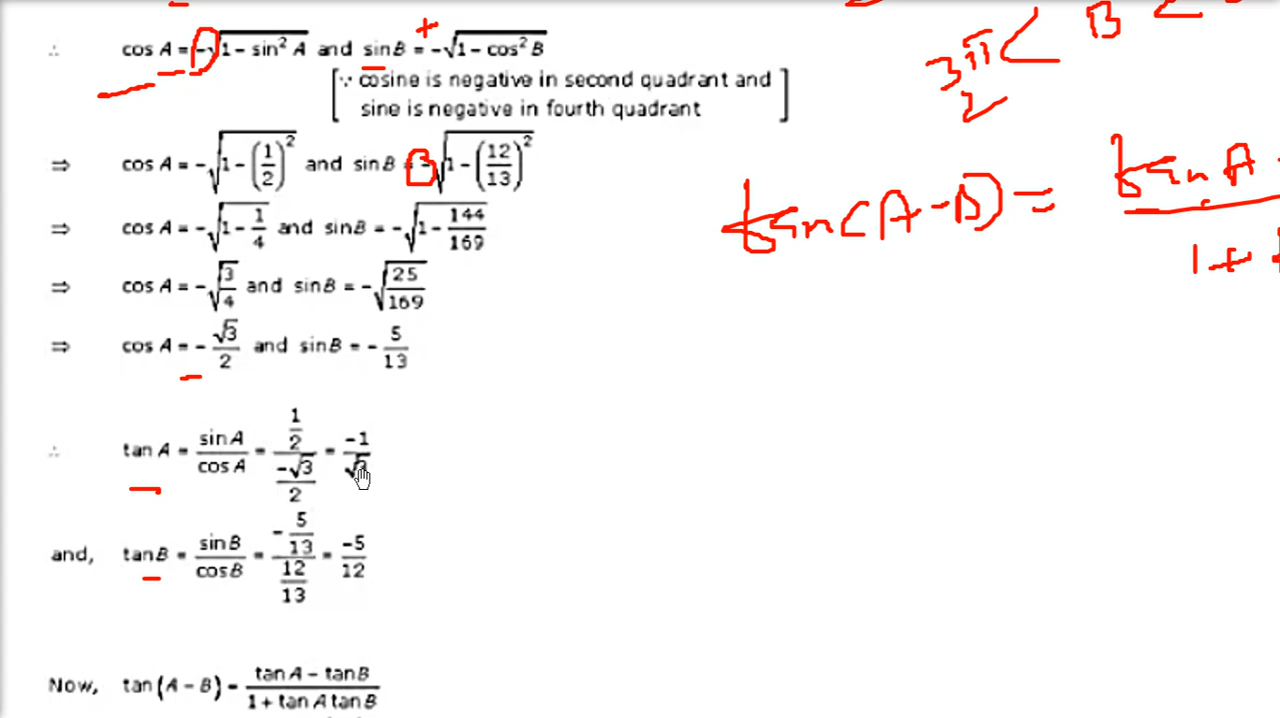 ∴ cos A = -√(1 - sin² A) and sin B = -√(1 - cos² B)
+
[∵ cosine is negative in second quadrant and
sine is negative in fourth quadrant]
⇒ cos A = -√(1 - (1/2)²) and sin B = -√(1 - (12/13)²)
⇒ cos A = -√(1 - 1/4) and sin B = -√(1 - 144/169)
⇒ cos A = -√(3/4) and sin B = -√(25/169)
⇒ cos A = -√3/2 and sin B = -5/13
∴ tan A = sin A/cos A = (1/2)/(-√3/2) = -1/√3
and, tan B = sin B/cos B = (-5/13)/(12/13) = -5/12
Now, tan(A - B) = (tan A - tan B)/(1 + tan A tan B)
3π/2 < B <
tan(A-B) = tan A
1+